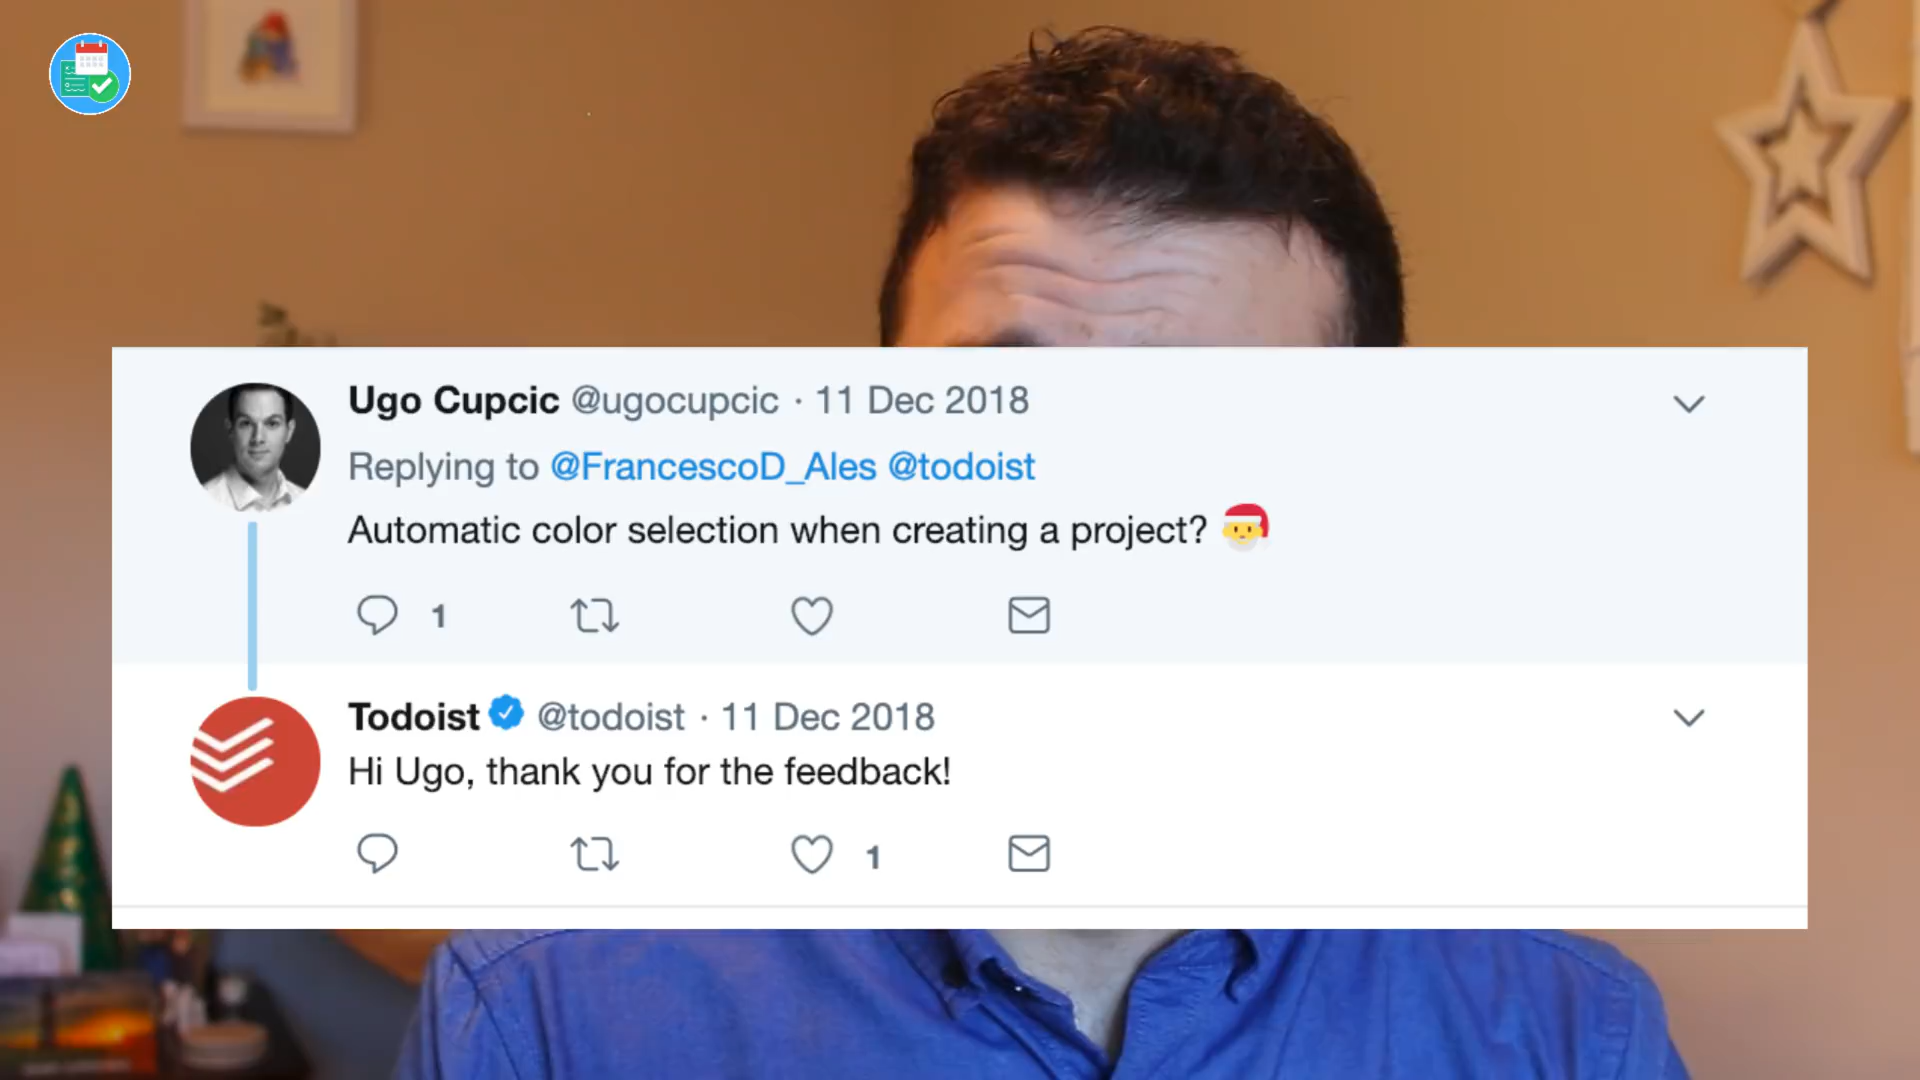 Ugo Cupcic @ugocupcic · 11 Dec 2018
Replying to @FrancescoD_Ales @todoist
Automatic color selection when creating a project? 🎅
1
Todoist @todoist · 11 Dec 2018
Hi Ugo, thank you for the feedback!
1